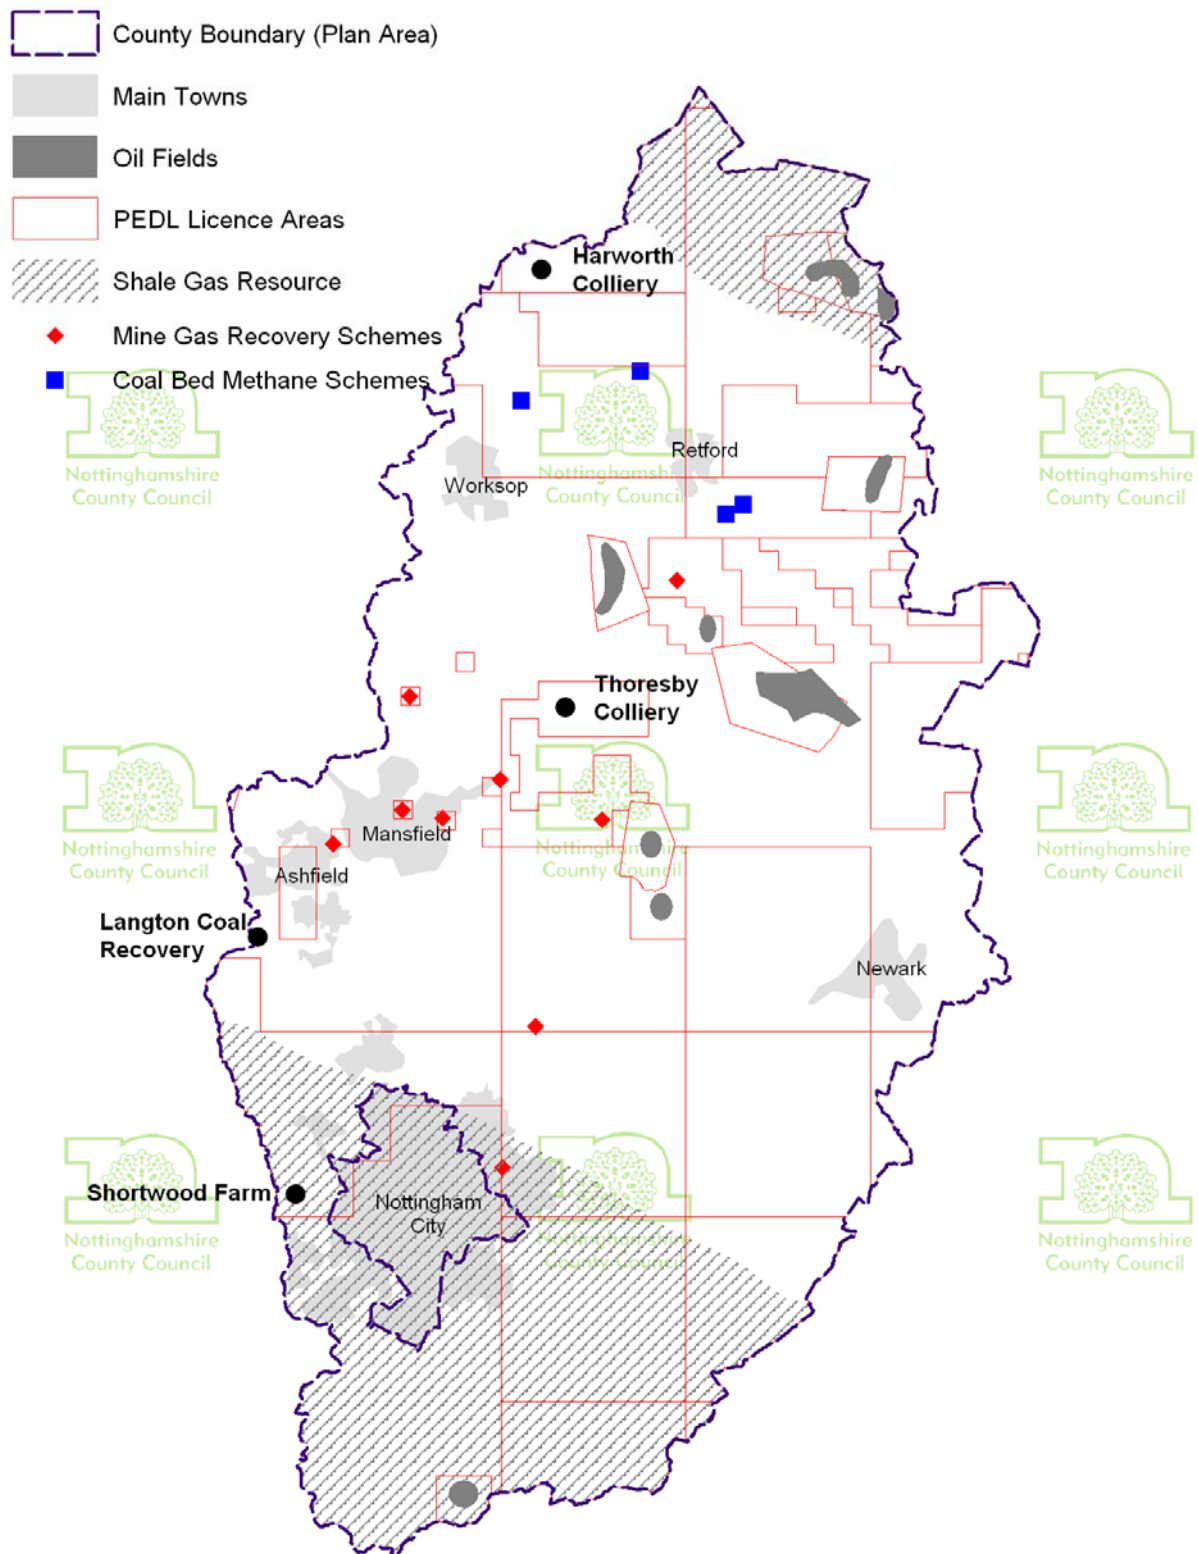 County Boundary (Plan Area)
Main Towns
Oil Fields
PEDL Licence Areas
Shale Gas Resource
Mine Gas Recovery Schemes
Coal Bed Methane Schemes
Harworth
Colliery
Nottinghamshire
County Council
Nottinghamshire
County Council
Nottinghamshire
County Council
Retford
Worksop
Thoresby
Colliery
Nottinghamshire
County Council
Nottinghamshire
County Council
Nottinghamshire
County Council
Mansfield
Ashfield
Langton Coal
Recovery
Newark
Shortwood Farm
Nottingham
City
Nottinghamshire
County Council
Nottinghamshire
County Council
Nottinghamshire
County Council